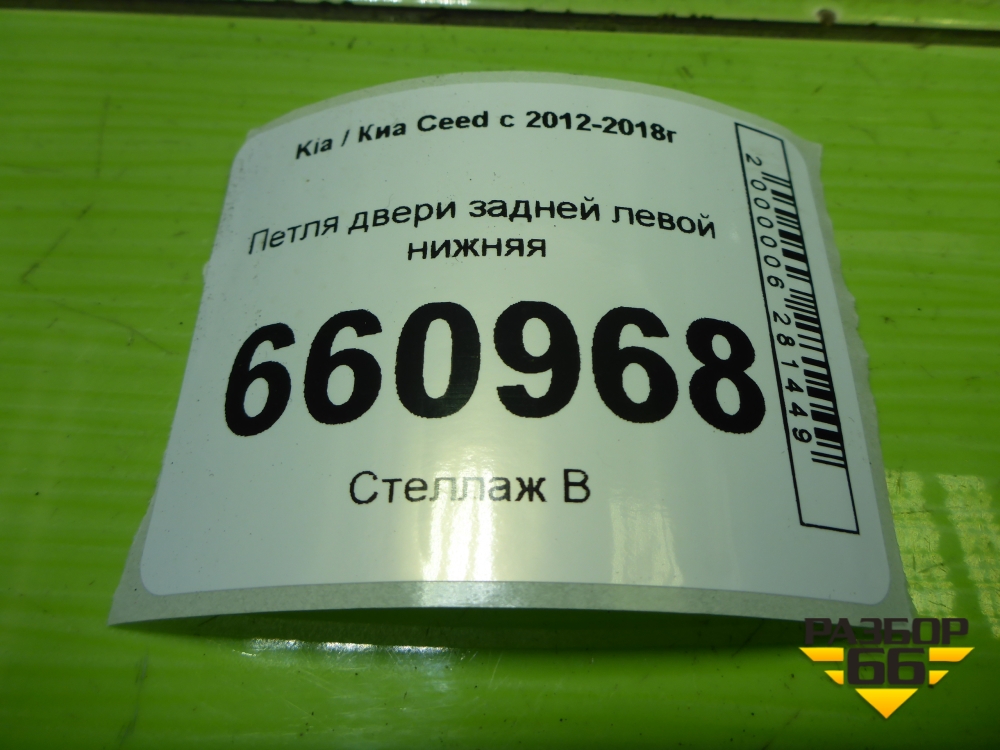 Kia / Киа Ceed с 2012-2018г
Петля двери задней левой
нижняя
660968
Стеллаж В
2000006281449
РАЗБОР
66